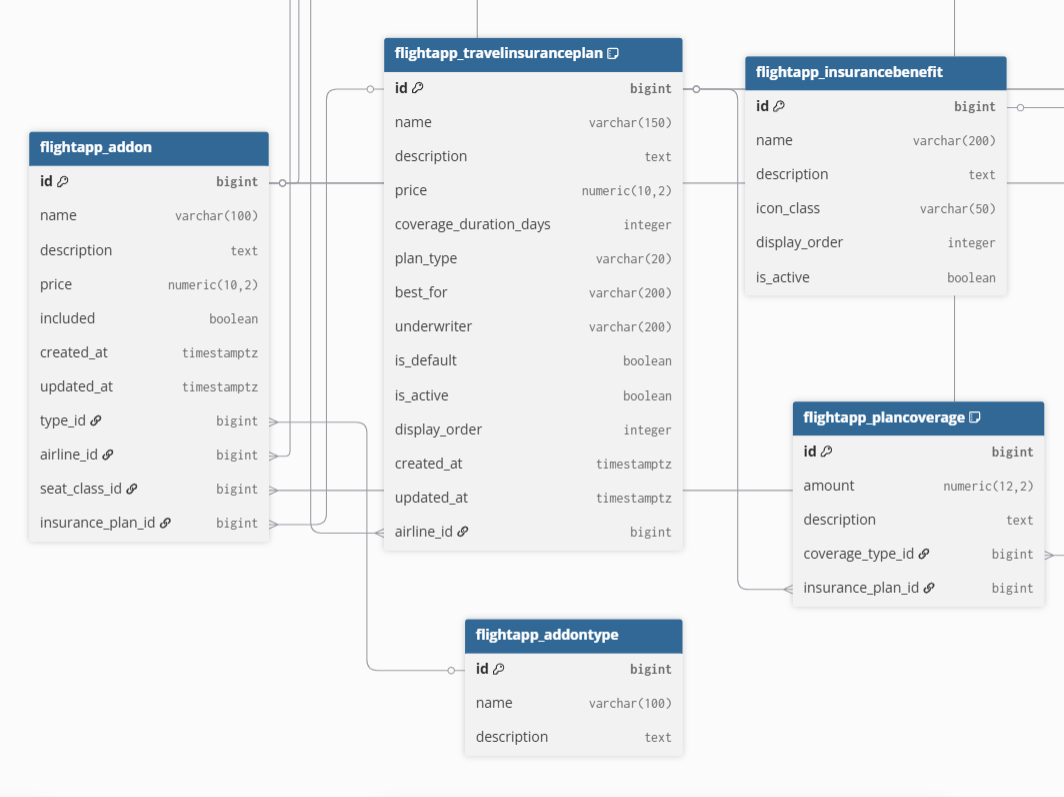 flightapp_travelinsuranceplan
id bigint
name varchar(150)
description text
price numeric(10,2)
coverage_duration_days integer
plan_type varchar(20)
best_for varchar(200)
underwriter varchar(200)
is_default boolean
is_active boolean
display_order integer
created_at timestamptz
updated_at timestamptz
airline_id bigint
flightapp_insurancebenefit
id bigint
name varchar(200)
description text
icon_class varchar(50)
display_order integer
is_active boolean
flightapp_addon
id bigint
name varchar(100)
description text
price numeric(10,2)
included boolean
created_at timestamptz
updated_at timestamptz
type_id bigint
airline_id bigint
seat_class_id bigint
insurance_plan_id bigint
flightapp_plancoverage
id bigint
amount numeric(12,2)
description text
coverage_type_id bigint
insurance_plan_id bigint
flightapp_addontype
id bigint
name varchar(100)
description text